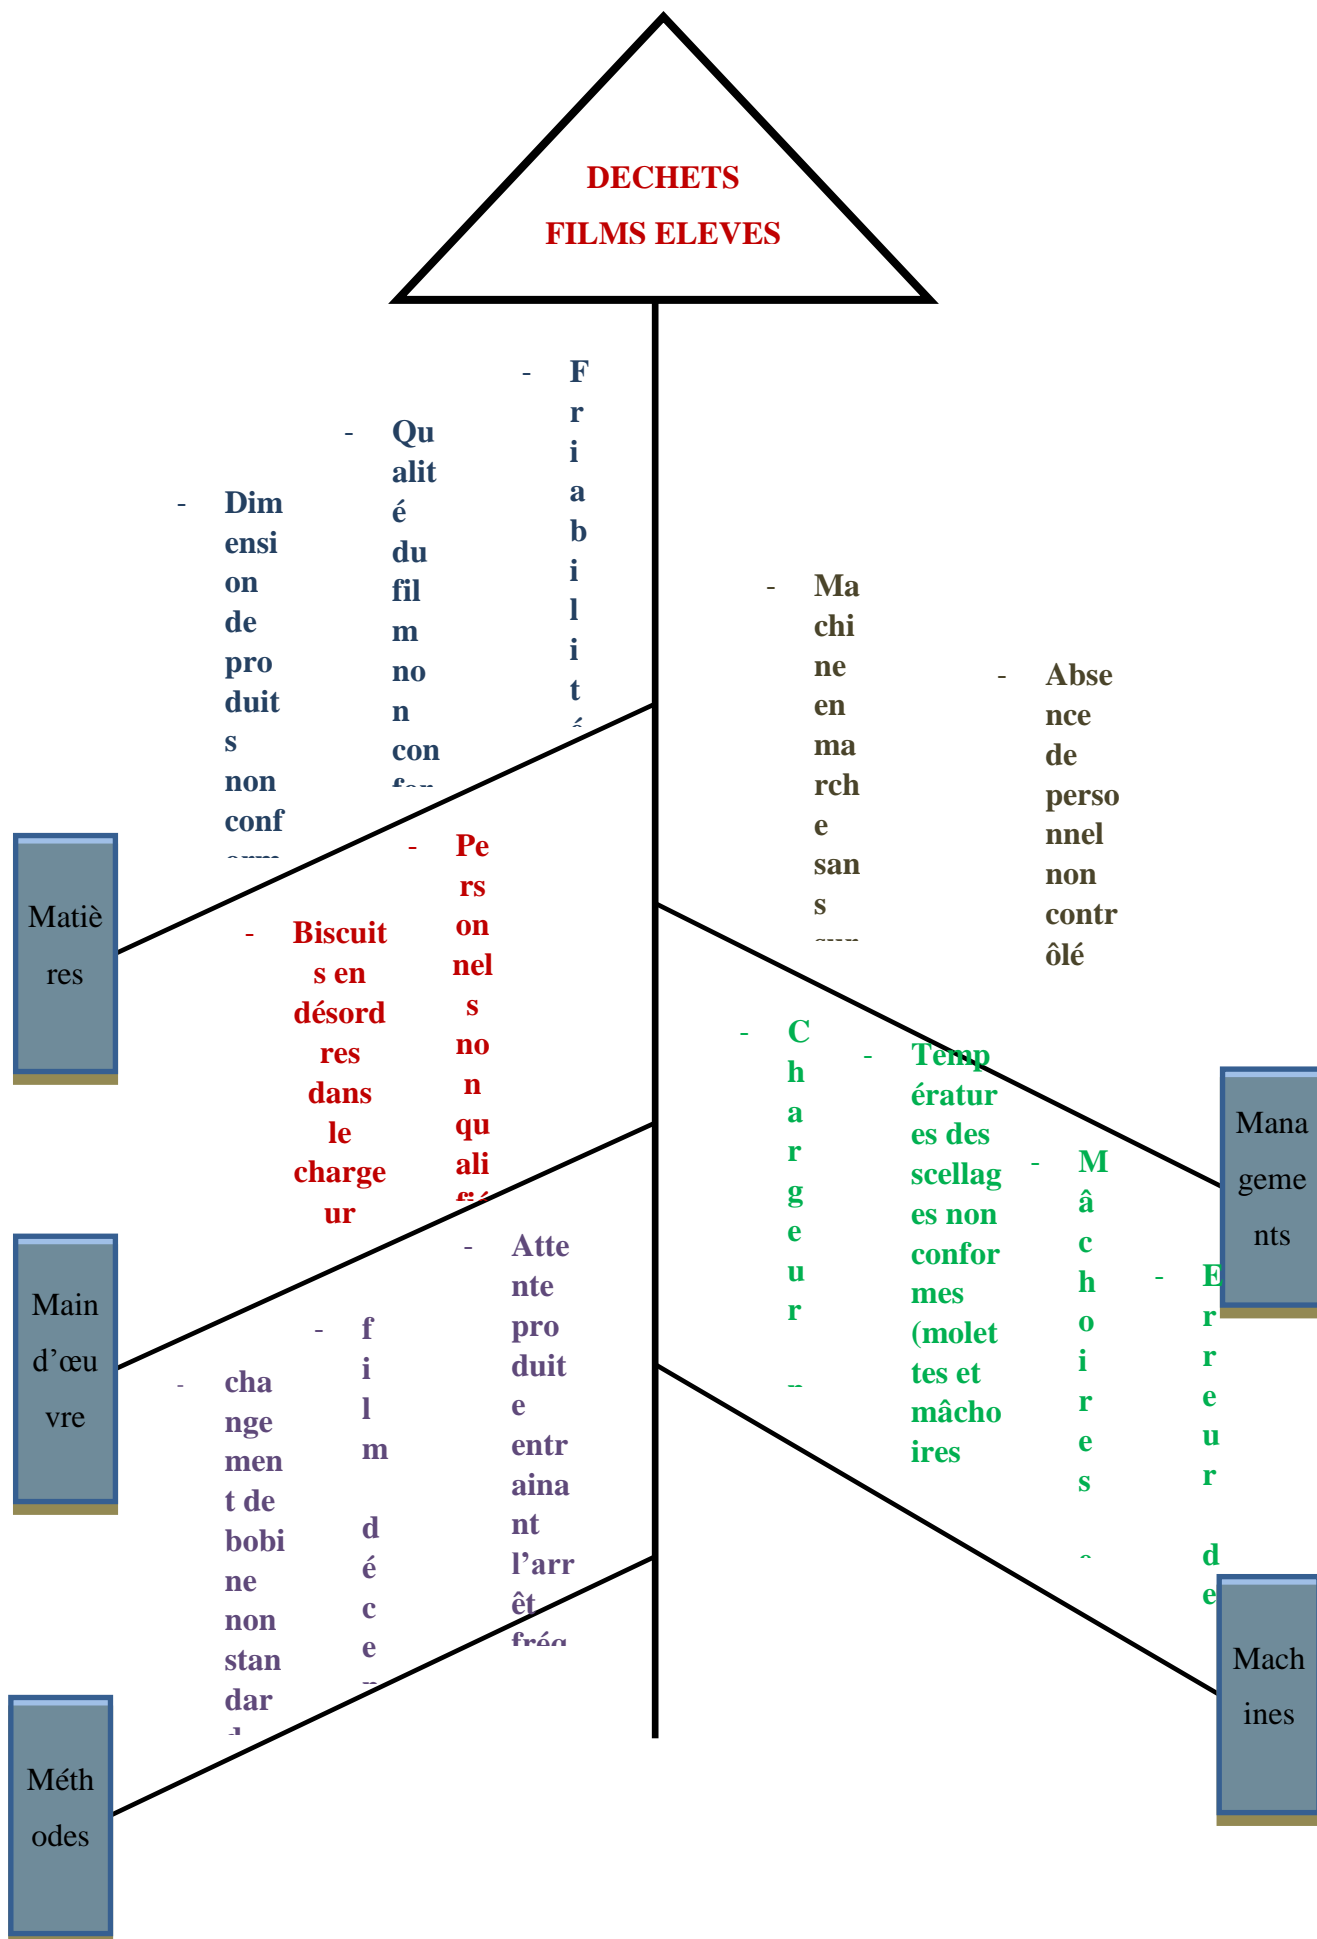 DECHETS
FILMS ELEVES
- F
r
i
a
b
i
l
i
t
é
- Qu
alit
é
du
fil
m
no
n
con
- Dim
ensi
on
de
pro
duit
s
non
conf
orm
- Ma
chi
ne
en
ma
rch
e
san
s
- Abse
nce
de
perso
nnel
non
contr
ôlé
Matiè
res
- Pe
rs
on
nel
s
no
n
qu
ali
fié
- Biscuit
s en
désord
res
dans
le
charge
ur
- C
h
a
r
g
e
u
r
- Temp
ératur
es des
scellag
es non
confor
mes
(molet
tes et
mâcho
ires
- M
â
c
h
o
i
r
e
s
- E
r
r
e
u
r
d
e
Mana
geme
nts
Main
d’œu
vre
- Atte
nte
pro
duit
e
entr
aina
nt
l’arr
êt
fréq
- f
i
l
m
d
é
c
e
- cha
nge
men
t de
bobi
ne
non
stan
dar
Mach
ines
Méth
odes